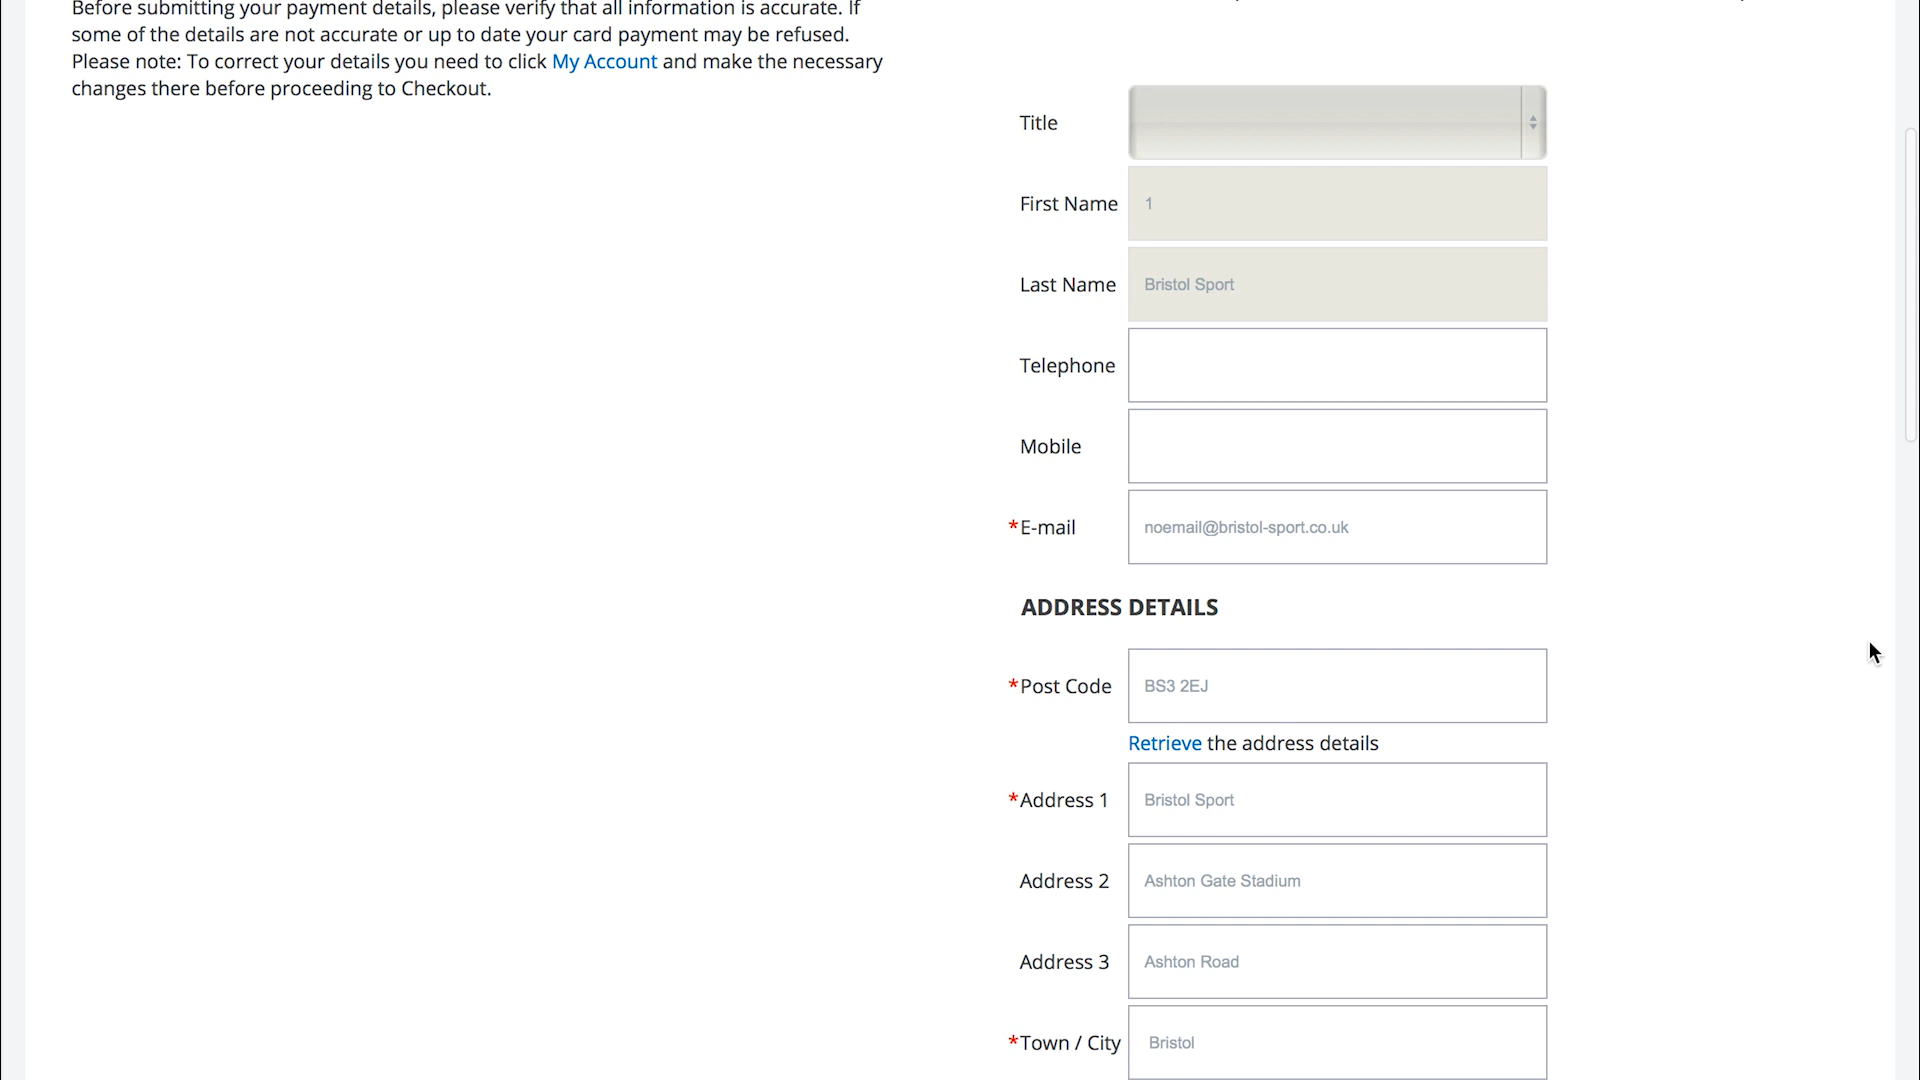 Before submitting your payment details, please verify that all information is accurate. If
some of the details are not accurate or up to date your card payment may be refused.
Please note: To correct your details you need to click My Account and make the necessary
changes there before proceeding to Checkout.
Title
First Name 1
Last Name Bristol Sport
Telephone
Mobile
*E-mail noemail@bristol-sport.co.uk
ADDRESS DETAILS
*Post Code BS3 2EJ
Retrieve the address details
*Address 1 Bristol Sport
Address 2 Ashton Gate Stadium
Address 3 Ashton Road
*Town / City Bristol